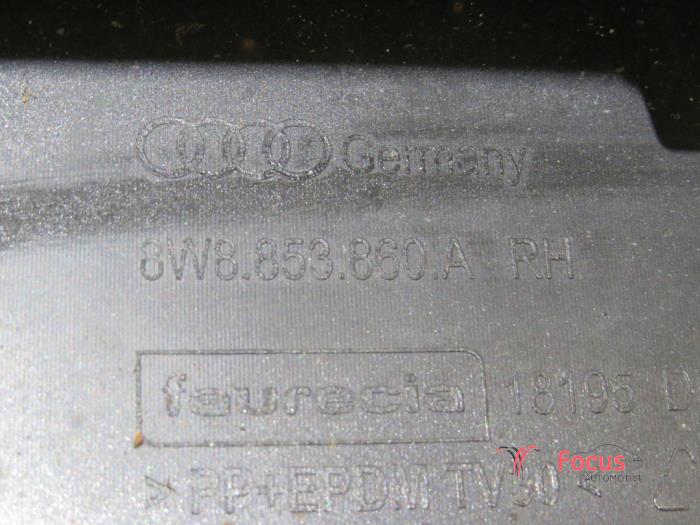 Germany
8W8.853.860.A RH
faurecia 18195 D
>PP+EPDM TV30<
Focus
AUTOMOTIVE